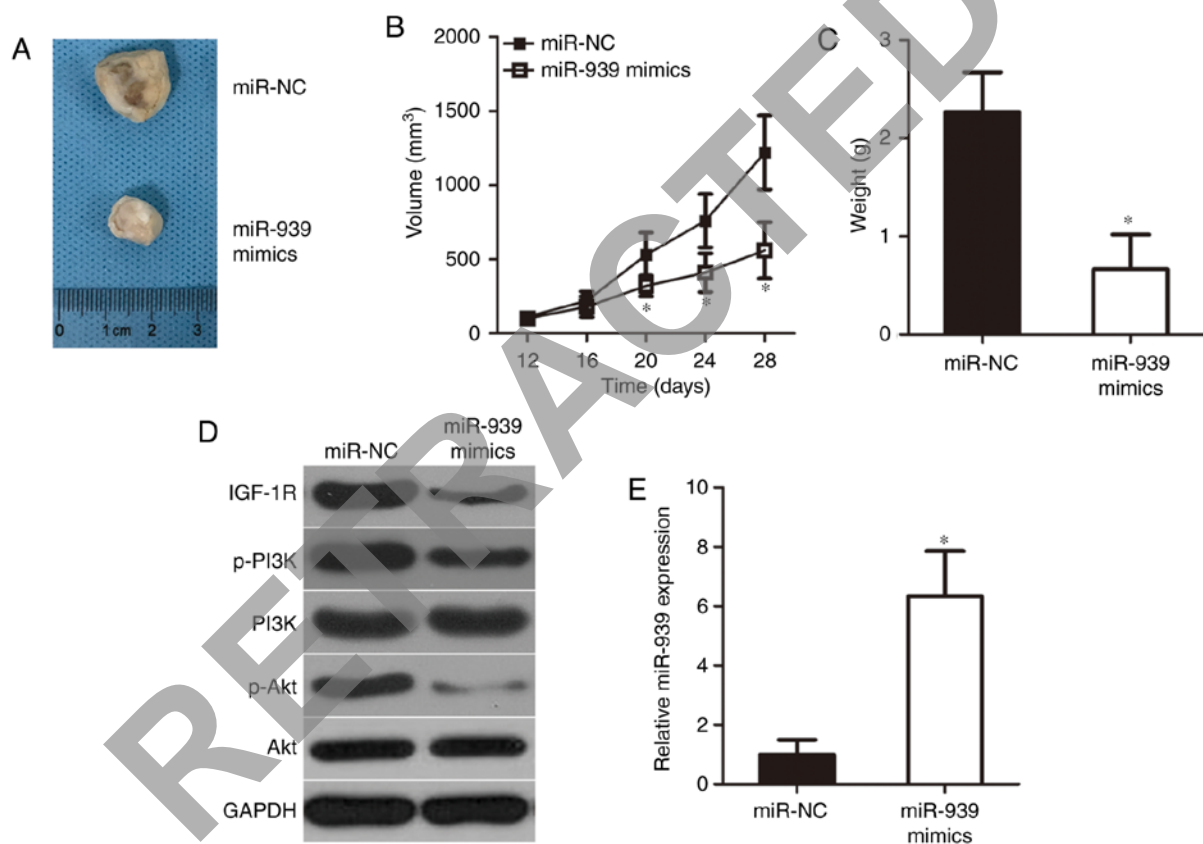 A
miR-NC
miR-939
mimics
0 1 cm 2 3
B
miR-NC
miR-939 mimics
Volume (mm³)
2000
1500
1000
500
0
12 16 20 24 28
* * *
Time (days)
C
Weight (g)
3
2
1
0
*
miR-NC
miR-939
mimics
D
miR-NC
miR-939
mimics
IGF-1R
p-PI3K
PI3K
p-Akt
Akt
GAPDH
E
Relative miR-939 expression
10
8
6
4
2
0
*
miR-NC
miR-939
mimics
RETRACTED